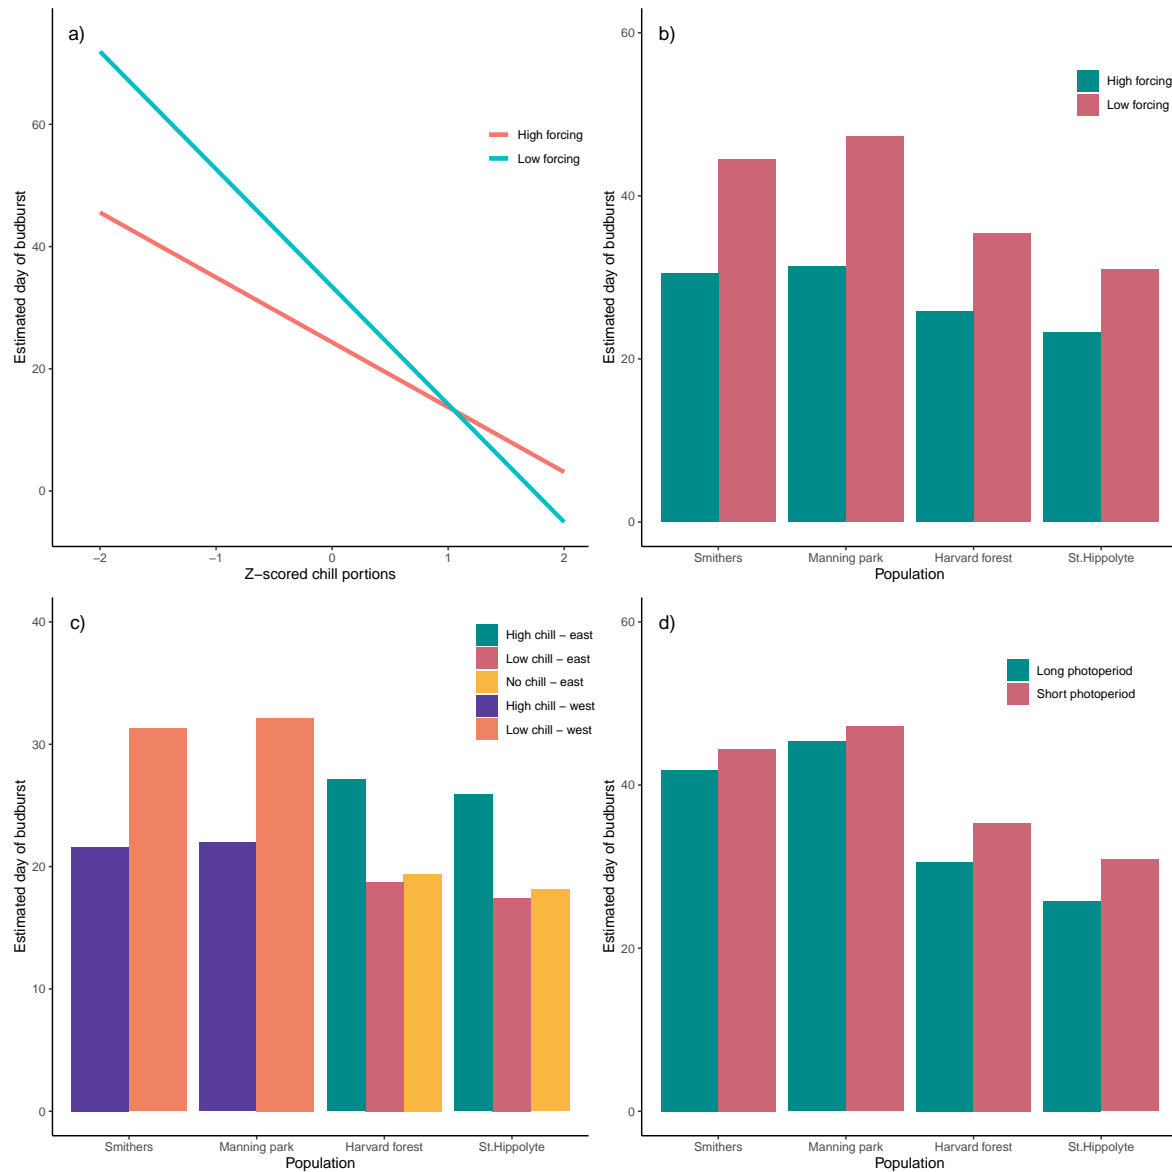 a)
High forcing
Low forcing
60
40
20
0
−2
−1
0
1
2
Estimated day of budburst
Z−scored chill portions
b)
High forcing
Low forcing
60
40
20
0
Smithers
Manning park
Harvard forest
St.Hippolyte
Estimated day of budburst
Population
c)
High chill − east
Low chill − east
No chill − east
High chill − west
Low chill − west
40
30
20
10
0
Smithers
Manning park
Harvard forest
St.Hippolyte
Estimated day of budburst
Population
d)
Long photoperiod
Short photoperiod
60
40
20
0
Smithers
Manning park
Harvard forest
St.Hippolyte
Estimated day of budburst
Population